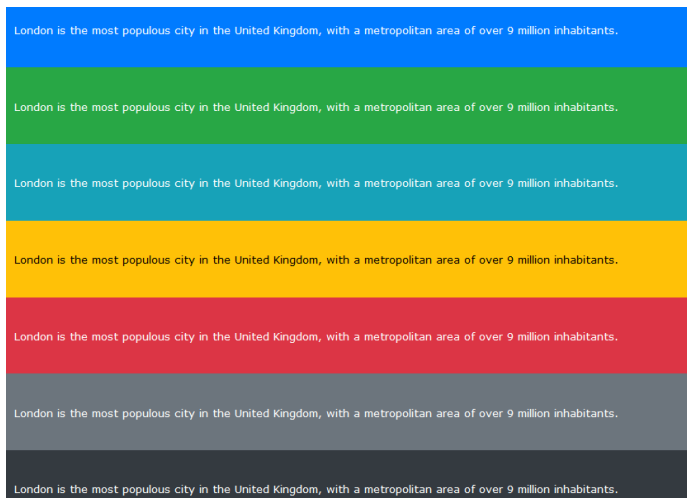 London is the most populous city in the United Kingdom, with a metropolitan area of over 9 million inhabitants.
London is the most populous city in the United Kingdom, with a metropolitan area of over 9 million inhabitants.
London is the most populous city in the United Kingdom, with a metropolitan area of over 9 million inhabitants.
London is the most populous city in the United Kingdom, with a metropolitan area of over 9 million inhabitants.
London is the most populous city in the United Kingdom, with a metropolitan area of over 9 million inhabitants.
London is the most populous city in the United Kingdom, with a metropolitan area of over 9 million inhabitants.
London is the most populous city in the United Kingdom, with a metropolitan area of over 9 million inhabitants.